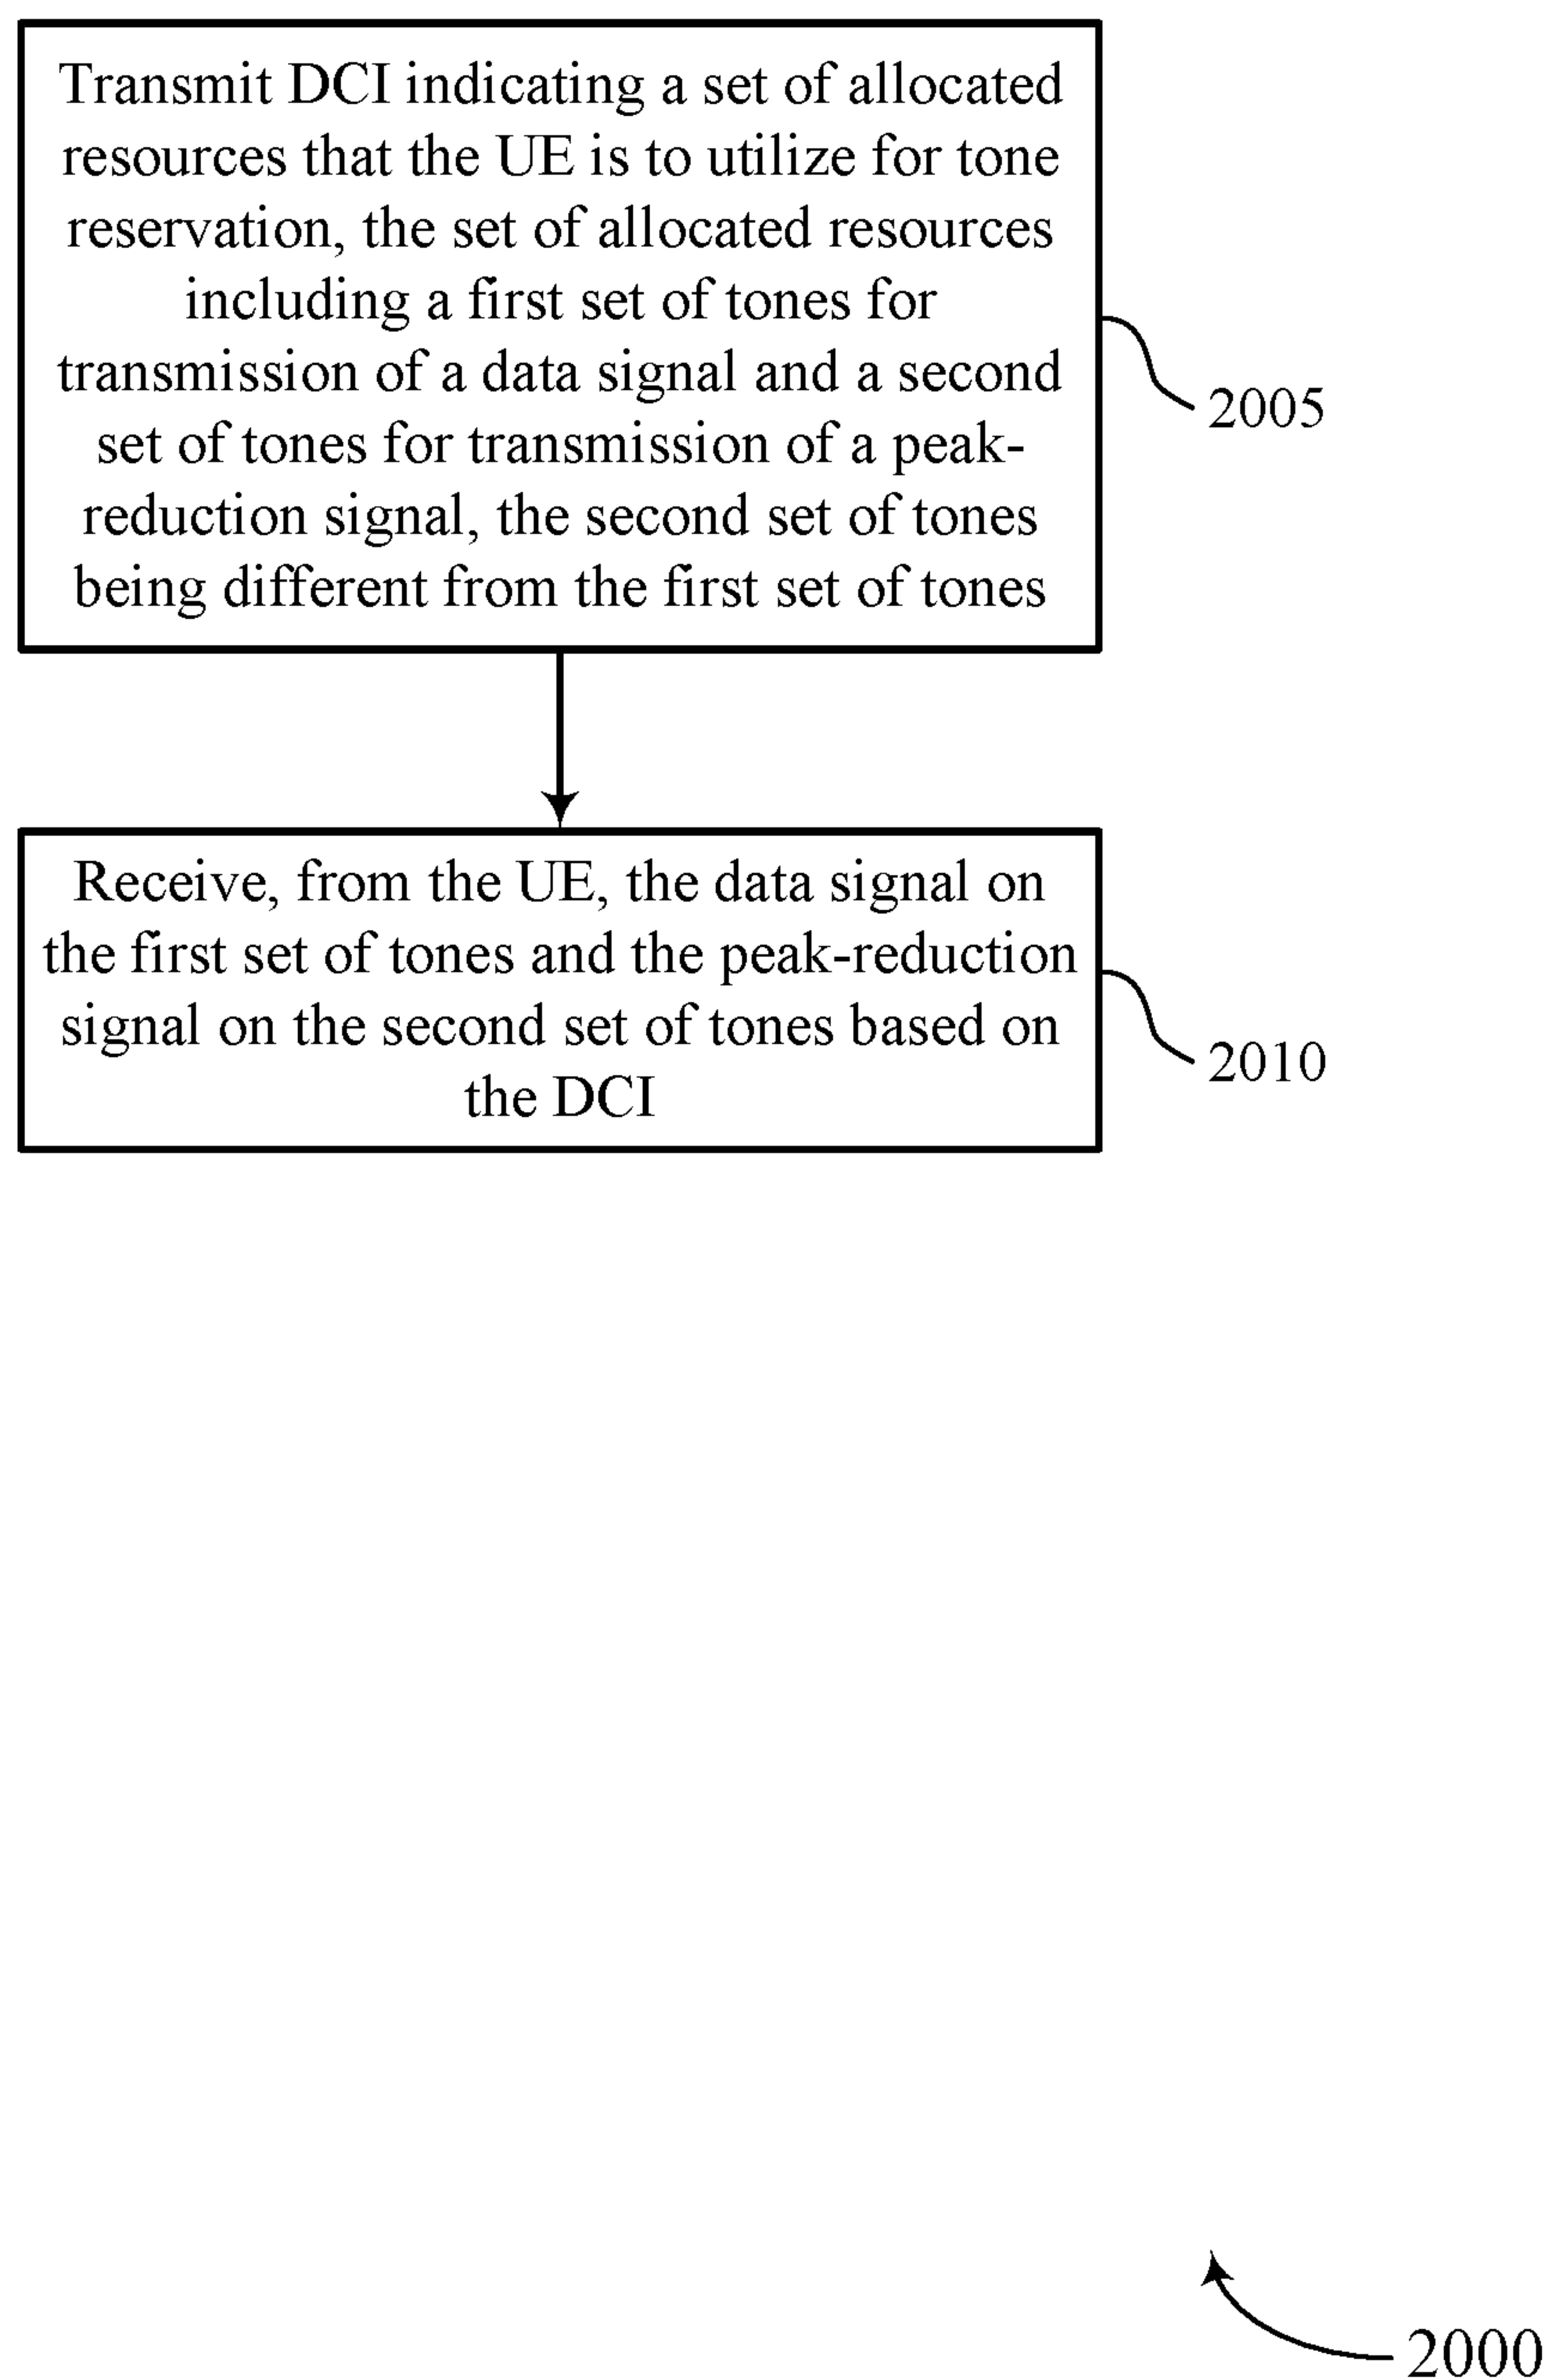 Transmit DCI indicating a set of allocated
resources that the UE is to utilize for tone
reservation, the set of allocated resources
including a first set of tones for
transmission of a data signal and a second
set of tones for transmission of a peak-
reduction signal, the second set of tones
being different from the first set of tones
2005
Receive, from the UE, the data signal on
the first set of tones and the peak-reduction
signal on the second set of tones based on
the DCI
2010
2000